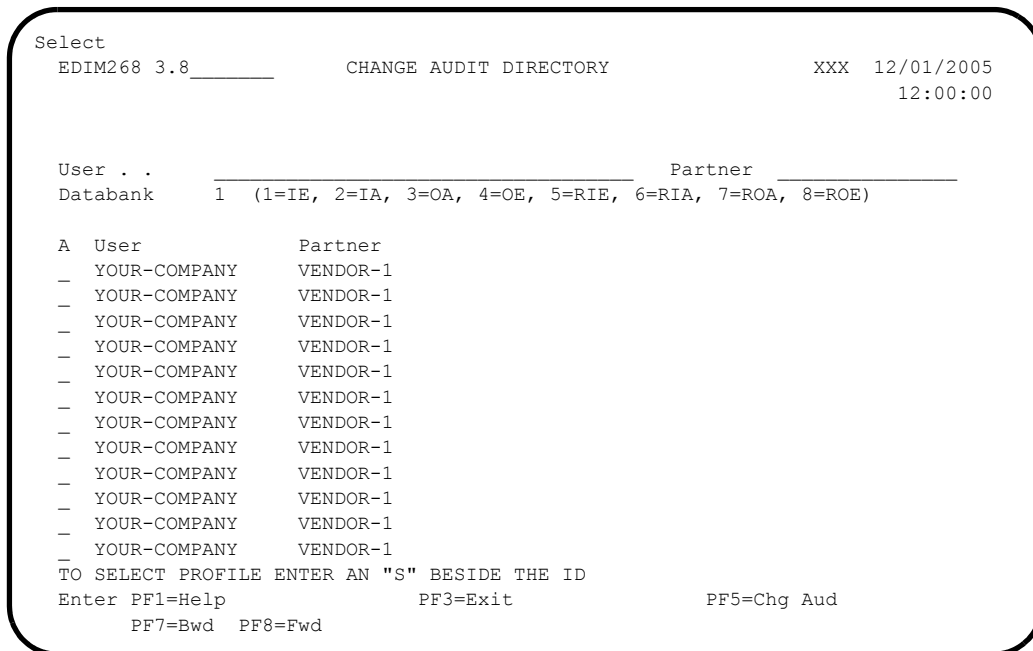 Select
EDIM268 3.8_______ CHANGE AUDIT DIRECTORY XXX 12/01/2005
12:00:00
User . . ___________________________________ Partner _______________
Databank 1 (1=IE, 2=IA, 3=OA, 4=OE, 5=RIE, 6=RIA, 7=ROA, 8=ROE)
A User Partner
_ YOUR-COMPANY VENDOR-1
_ YOUR-COMPANY VENDOR-1
_ YOUR-COMPANY VENDOR-1
_ YOUR-COMPANY VENDOR-1
_ YOUR-COMPANY VENDOR-1
_ YOUR-COMPANY VENDOR-1
_ YOUR-COMPANY VENDOR-1
_ YOUR-COMPANY VENDOR-1
_ YOUR-COMPANY VENDOR-1
_ YOUR-COMPANY VENDOR-1
_ YOUR-COMPANY VENDOR-1
_ YOUR-COMPANY VENDOR-1
TO SELECT PROFILE ENTER AN "S" BESIDE THE ID
Enter PF1=Help PF3=Exit PF5=Chg Aud
PF7=Bwd PF8=Fwd